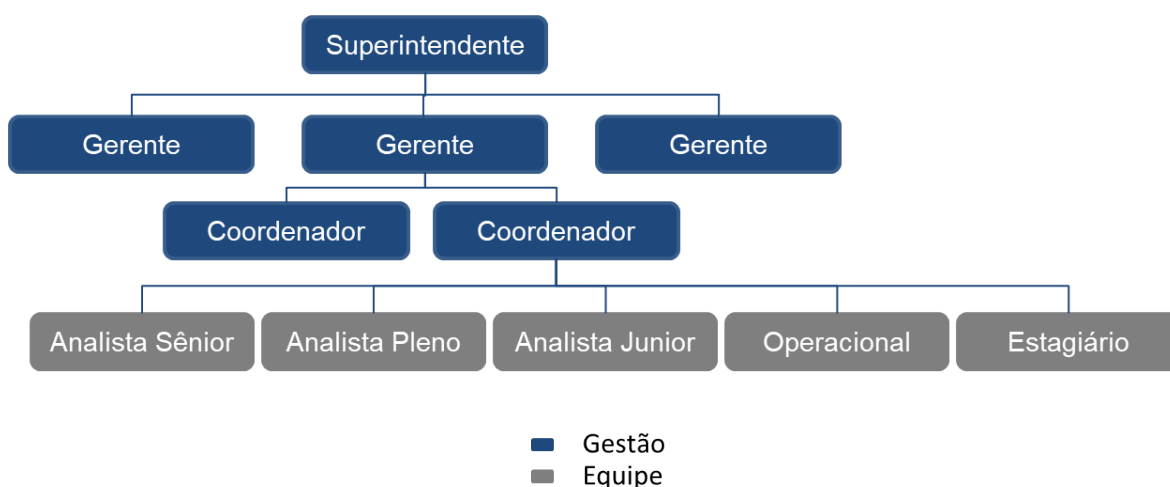 Superintendente
Gerente
Gerente
Gerente
Coordenador
Coordenador
Analista Sênior
Analista Pleno
Analista Junior
Operacional
Estagiário
Gestão
Equipe